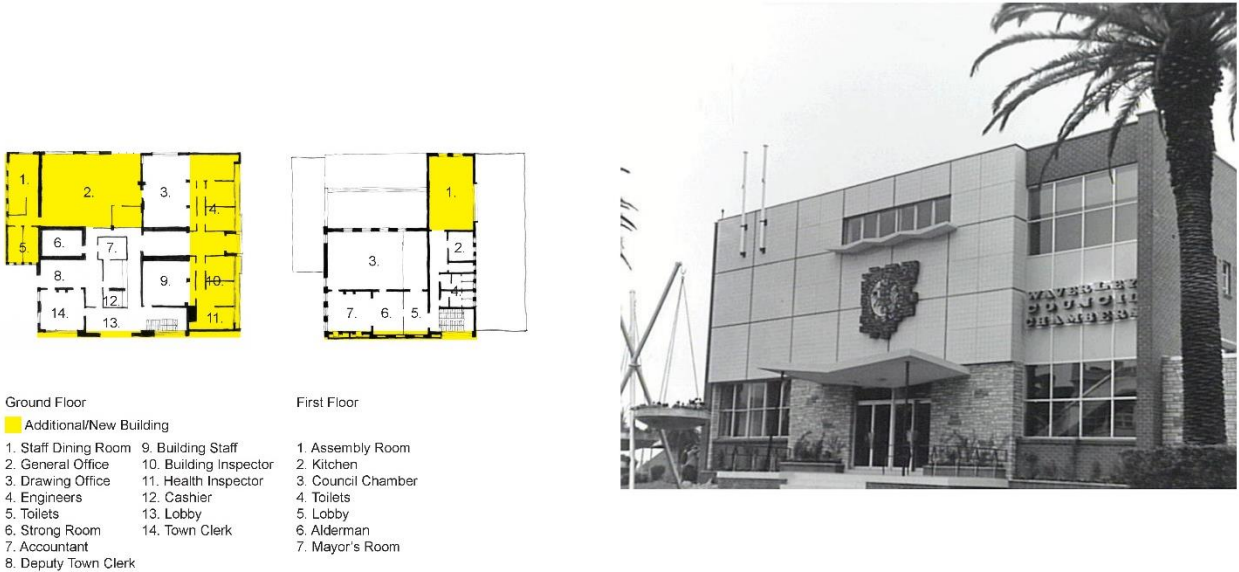 1.
2.
3.
4.
5.
6.
7.
8.
9.
10.
11.
12.
13.
14.
1.
2.
3.
4.
5.
6.
7.
Ground Floor
Additional/New Building
1. Staff Dining Room
2. General Office
3. Drawing Office
4. Engineers
5. Toilets
6. Strong Room
7. Accountant
8. Deputy Town Clerk
9. Building Staff
10. Building Inspector
11. Health Inspector
12. Cashier
13. Lobby
14. Town Clerk
First Floor
1. Assembly Room
2. Kitchen
3. Council Chamber
4. Toilets
5. Lobby
6. Alderman
7. Mayor's Room
WAVERLEY
COUNCIL
CHAMBERS